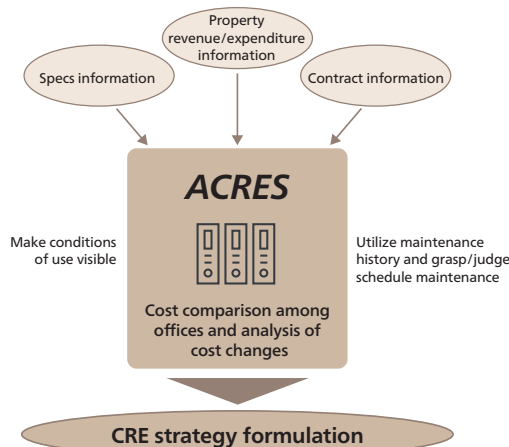 Property
revenue/expenditure
information
Specs information
Contract information
ACRES
Make conditions
of use visible
Utilize maintenance
history and grasp/judge
schedule maintenance
Cost comparison among
offices and analysis of
cost changes
CRE strategy formulation